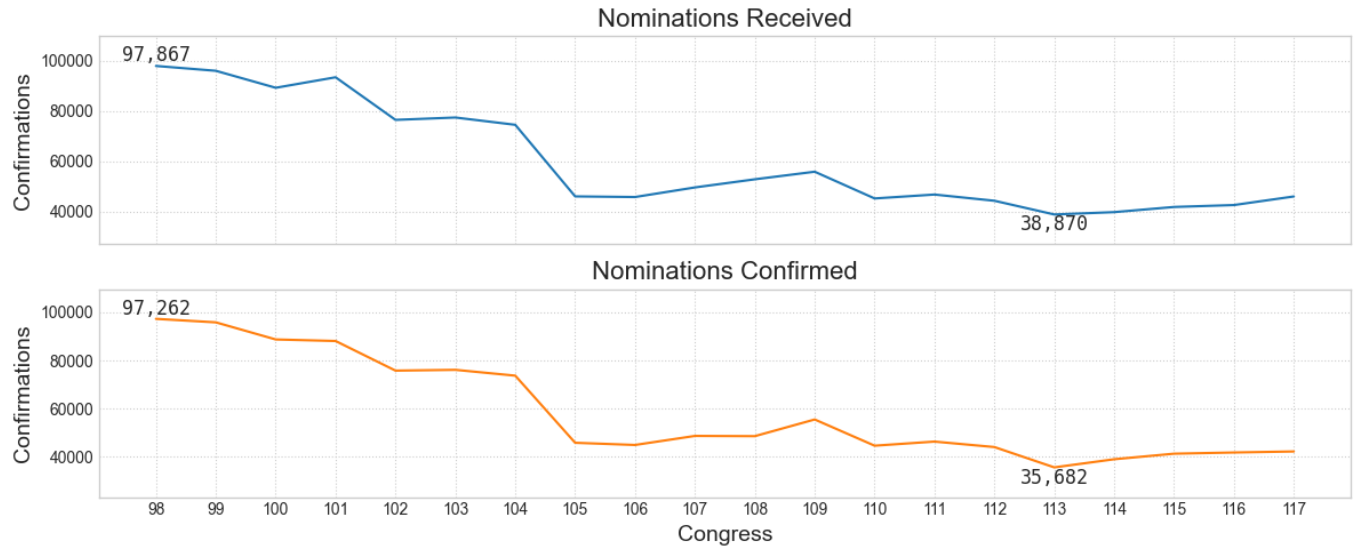 Nominations Received
Confirmations
100000
80000
60000
40000
97,867
38,870
Nominations Confirmed
Confirmations
100000
80000
60000
40000
97,262
35,682
98 99 100 101 102 103 104 105 106 107 108 109 110 111 112 113 114 115 116 117
Congress